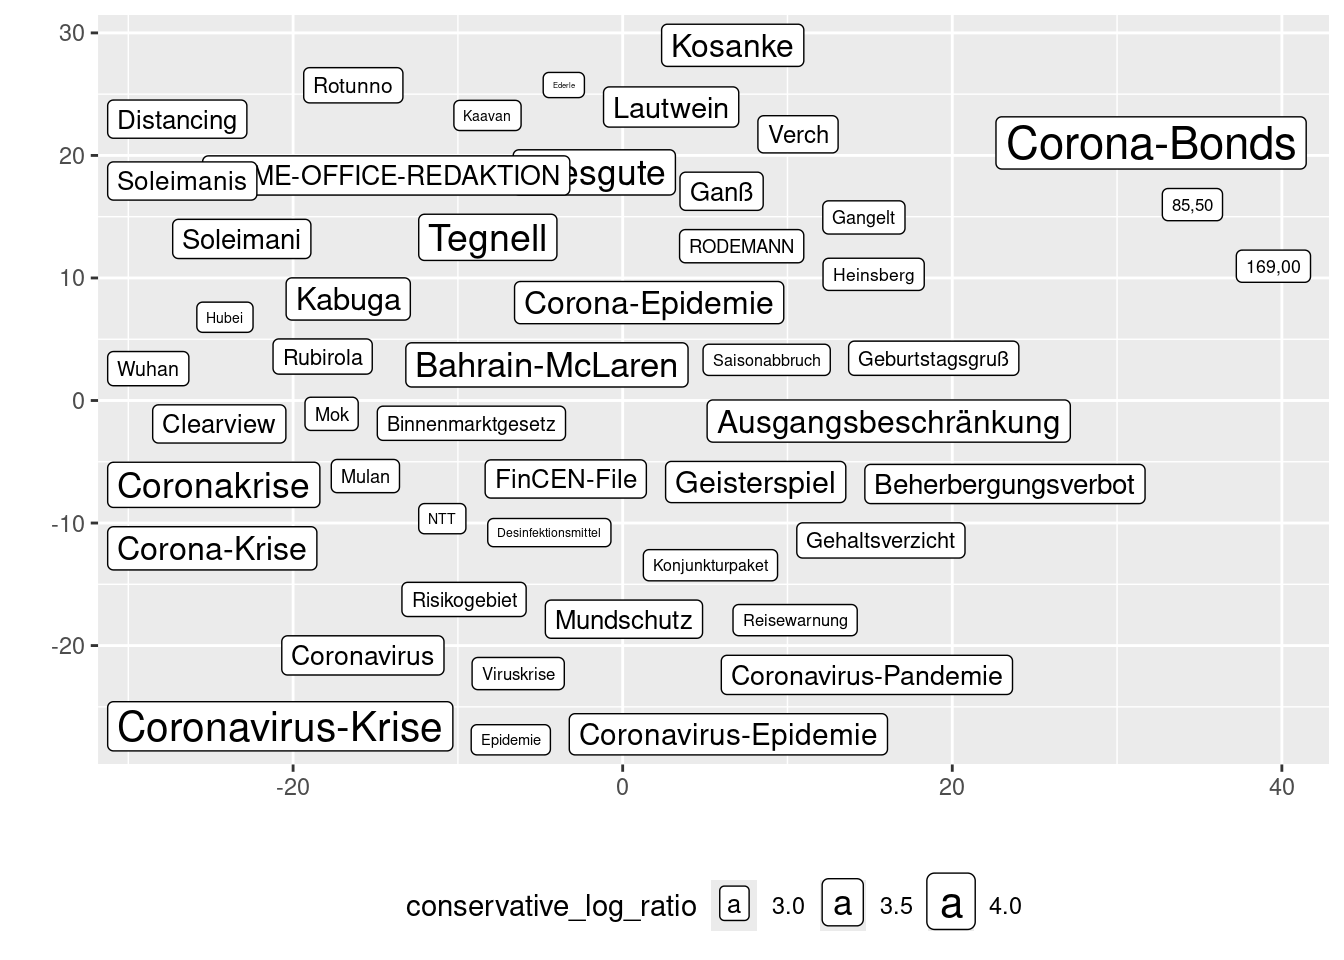 30
Kosanke
Rotunno
Ederle
Distancing
Kaavan
Lautwein
Verch
Corona-Bonds
20
Soleimanis
ME-OFFICE-REDAKTION
esgute
Ganß
85,50
Gangelt
Soleimani
Tegnell
RODEMANN
169,00
10
Heinsberg
Kabuga
Corona-Epidemie
Hubei
Wuhan
Rubirola
Bahrain-McLaren
Saisonabbruch
Geburtstagsgruß
0
Clearview
Mok
Binnenmarktgesetz
Ausgangsbeschränkung
Coronakrise
Mulan
FinCEN-File
Geisterspiel
Beherbergungsverbot
-10
NTT
Desinfektionsmittel
Gehaltsverzicht
Corona-Krise
Konjunkturpaket
Risikogebiet
Mundschutz
Reisewarnung
-20
Coronavirus
Viruskrise
Coronavirus-Pandemie
Coronavirus-Krise
Epidemie
Coronavirus-Epidemie
-20
0
20
40
conservative_log_ratio
a
3.0
a
3.5
a
4.0